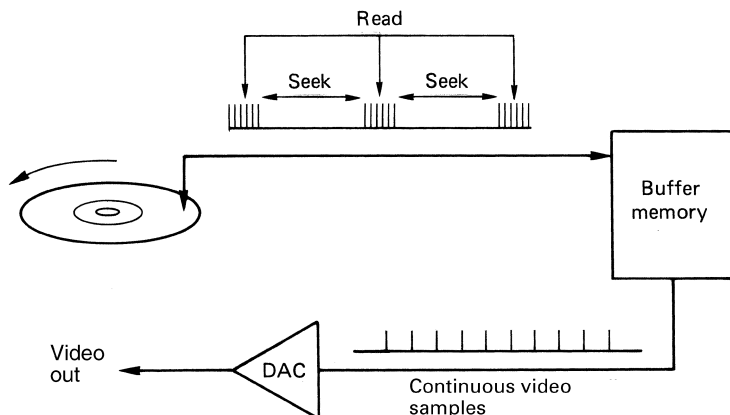 Read
Seek
Seek
Buffer
memory
Video
out
DAC
Continuous video
samples